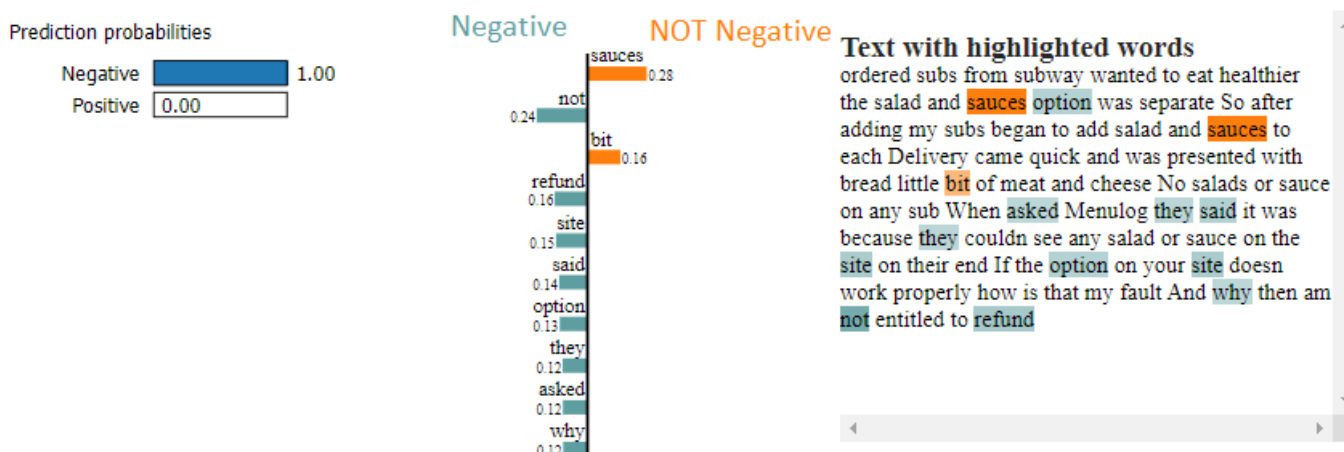 Prediction probabilities
Negative 1.00
Positive 0.00
Negative NOT Negative
sauces
0.28
not
0.24
bit
0.16
refund
0.16
site
0.15
said
0.14
option
0.13
they
0.12
asked
0.12
why
0.12
Text with highlighted words
ordered subs from subway wanted to eat healthier
the salad and sauces option was separate So after
adding my subs began to add salad and sauces to
each Delivery came quick and was presented with
bread little bit of meat and cheese No salads or sauce
on any sub When asked Menulog they said it was
because they couldn see any salad or sauce on the
site on their end If the option on your site doesn
work properly how is that my fault And why then am
not entitled to refund